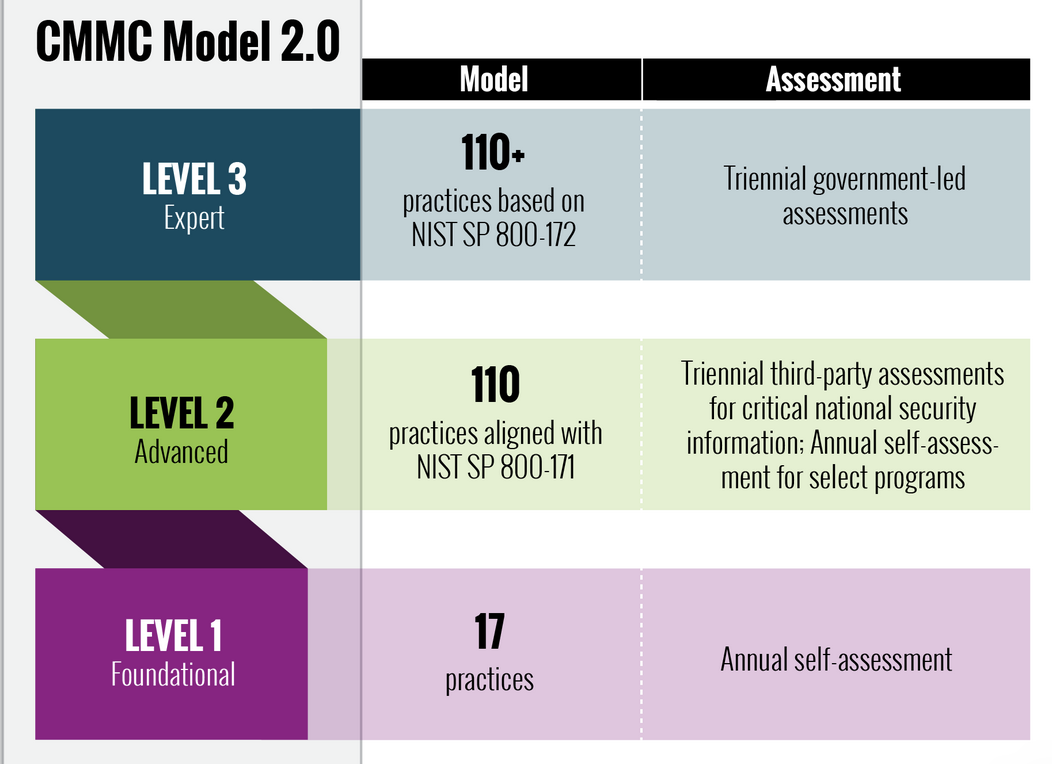 CMMC Model 2.0
Model
Assessment
LEVEL 3
Expert
110+
practices based on
NIST SP 800-172
Triennial government-led
assessments
LEVEL 2
Advanced
110
practices aligned with
NIST SP 800-171
Triennial third-party assessments
for critical national security
information; Annual self-assess-
ment for select programs
LEVEL 1
Foundational
17
practices
Annual self-assessment